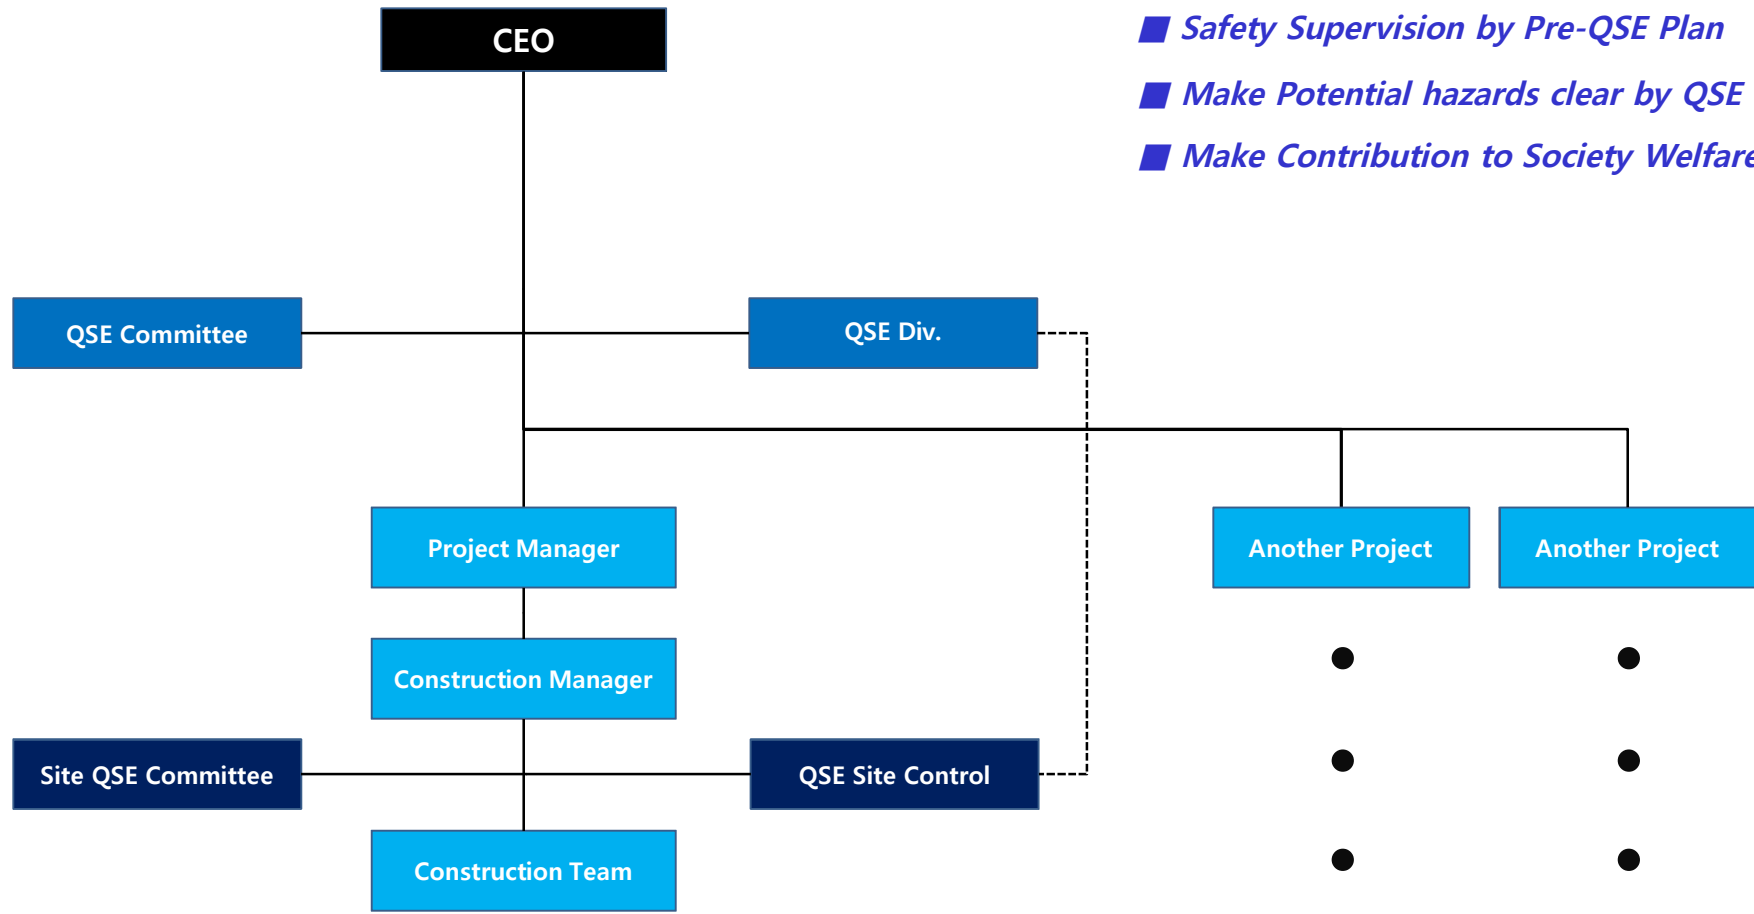 CEO
■ Safety Supervision by Pre-QSE Plan
■ Make Potential hazards clear by QSE
■ Make Contribution to Society Welfare
QSE Committee
QSE Div.
Project Manager
Another Project
Another Project
Construction Manager
Site QSE Committee
QSE Site Control
Construction Team